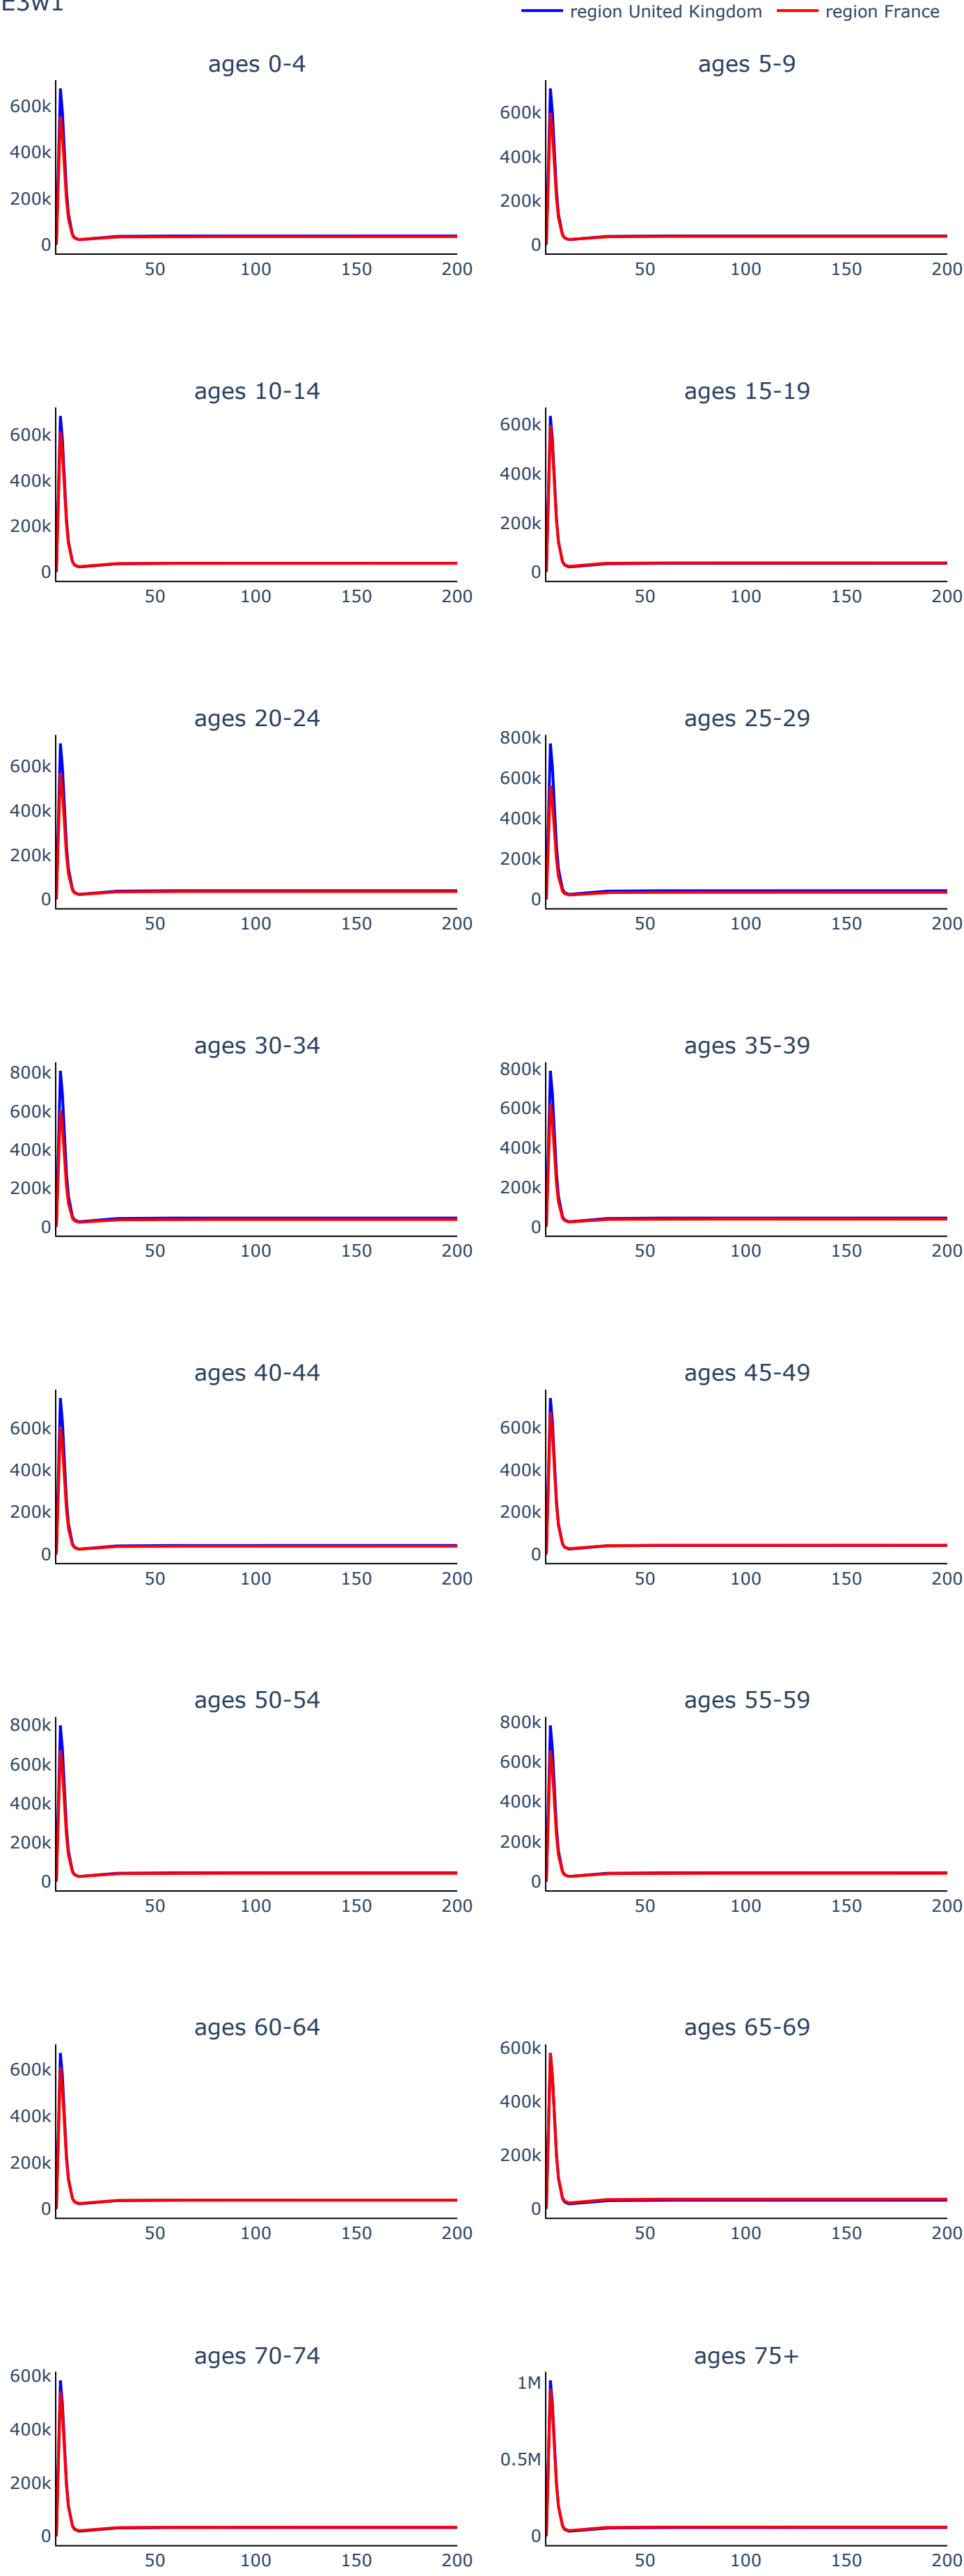 E3w1
region United Kingdom region France
ages 0-4 ages 5-9
600k 600k
400k 400k
200k 200k
0 0
50 100 150 200 50 100 150 200
ages 10-14 ages 15-19
600k 600k
400k 400k
200k 200k
0 0
50 100 150 200 50 100 150 200
ages 20-24 ages 25-29
800k
600k 600k
400k 400k
200k 200k
0 0
50 100 150 200 50 100 150 200
ages 30-34 ages 35-39
800k 800k
600k 600k
400k 400k
200k 200k
0 0
50 100 150 200 50 100 150 200
ages 40-44 ages 45-49
600k 600k
400k 400k
200k 200k
0 0
50 100 150 200 50 100 150 200
ages 50-54 ages 55-59
800k 800k
600k 600k
400k 400k
200k 200k
0 0
50 100 150 200 50 100 150 200
ages 60-64 ages 65-69
600k 600k
400k 400k
200k 200k
0 0
50 100 150 200 50 100 150 200
ages 70-74 ages 75+
600k 1M
400k 0.5M
200k
0 0
50 100 150 200 50 100 150 200